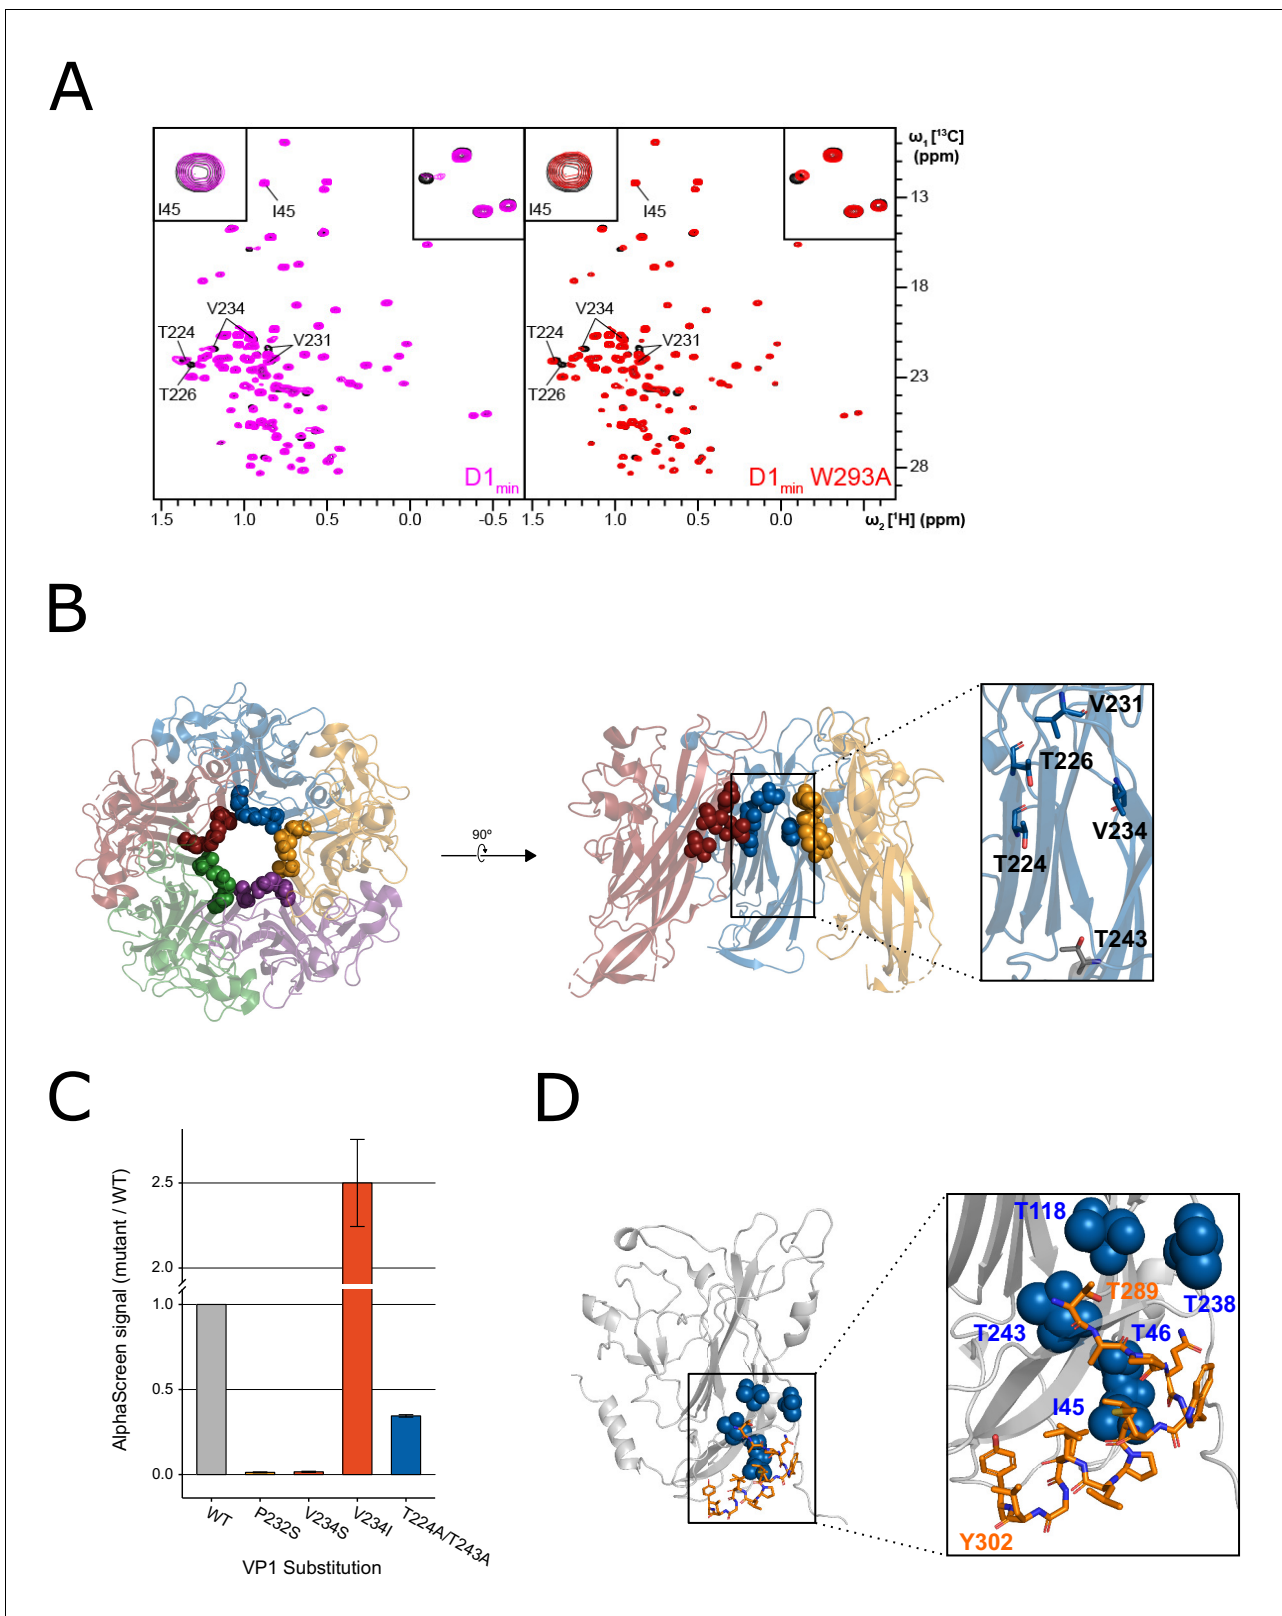 A
ω₁ [¹³C]
(ppm)
I45
I45
I45
I45
13
18
V234
V234
T224
V231
T224
V231
T226
T226
23
28
D1min
D1min W293A
1.5
1.0
0.5
0.0
-0.5
1.5
1.0
0.5
0.0
ω₂ [¹H] (ppm)
B
90º
V231
T226
V234
T224
T243
C
AlphaScreen signal (mutant / WT)
2.5
2.0
1.0
0.5
0.0
WT
P232S
V234S
V234I
T224A/T243A
VP1 Substitution
D
T118
T289
T238
T243
T46
I45
Y302